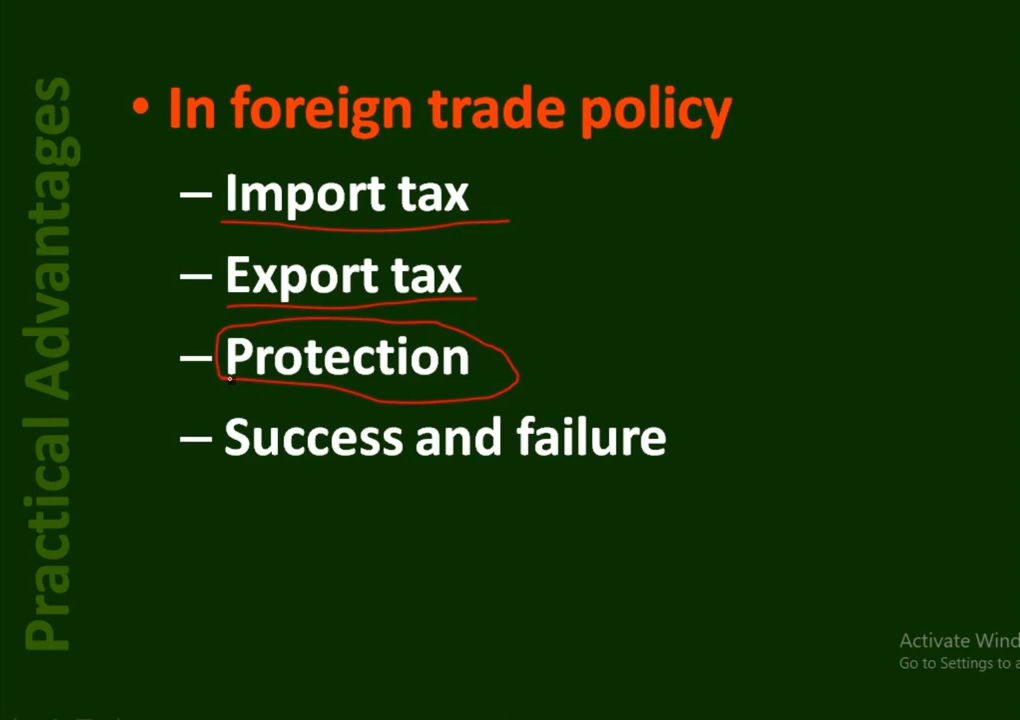 Practical Advantages
• In foreign trade policy
– Import tax
– Export tax
– Protection
– Success and failure
Activate Wind
Go to Settings to a